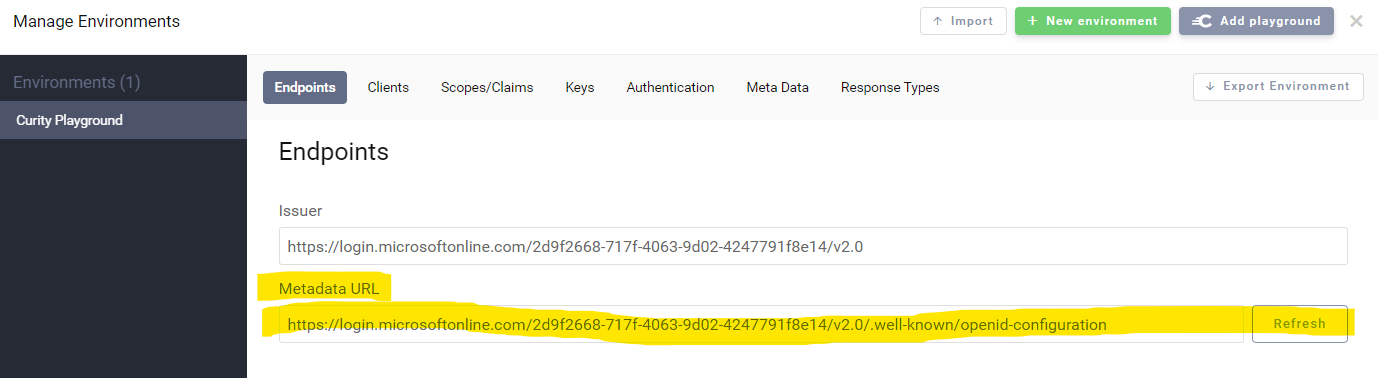 Manage Environments
Import
New environment
Add playground
Environments (1)
Curity Playground
Endpoints
Clients
Scopes/Claims
Keys
Authentication
Meta Data
Response Types
Export Environment
Endpoints
Issuer
https://login.microsoftonline.com/2d9f2668-717f-4063-9d02-4247791f8e14/v2.0
Metadata URL
https://login.microsoftonline.com/2d9f2668-717f-4063-9d02-4247791f8e14/v2.0/.well-known/openid-configuration
Refresh